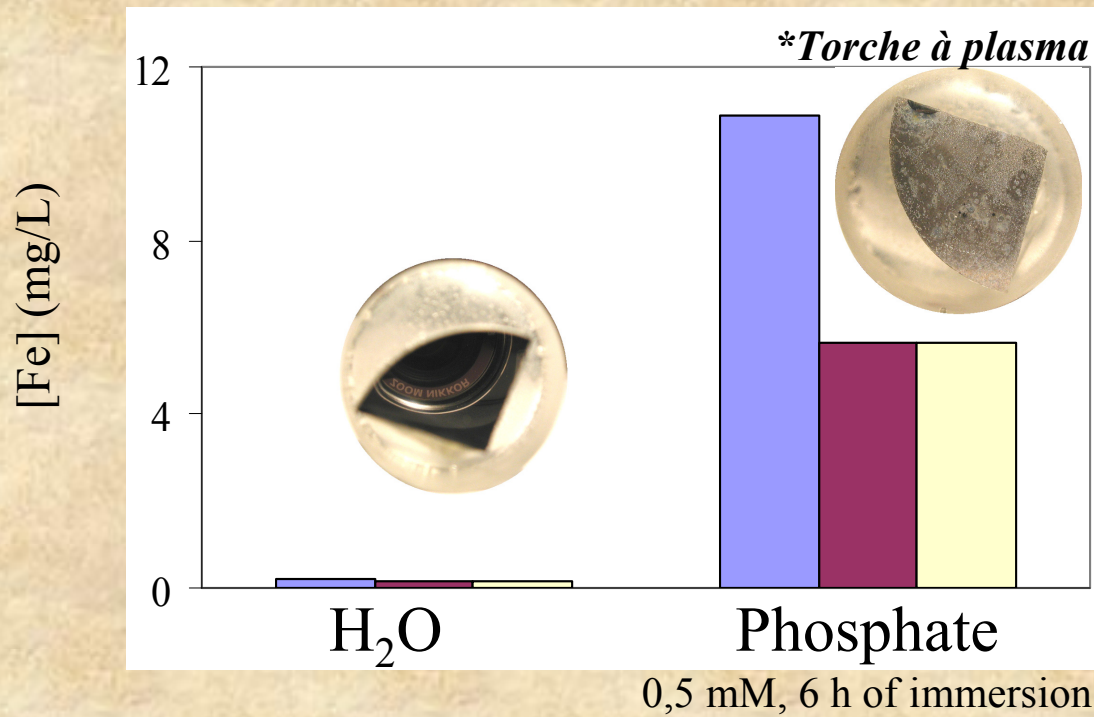 *Torche à plasma
12
8
4
0
[Fe] (mg/L)
ZOOM NIKKOR
H₂O
Phosphate
0,5 mM, 6 h of immersion